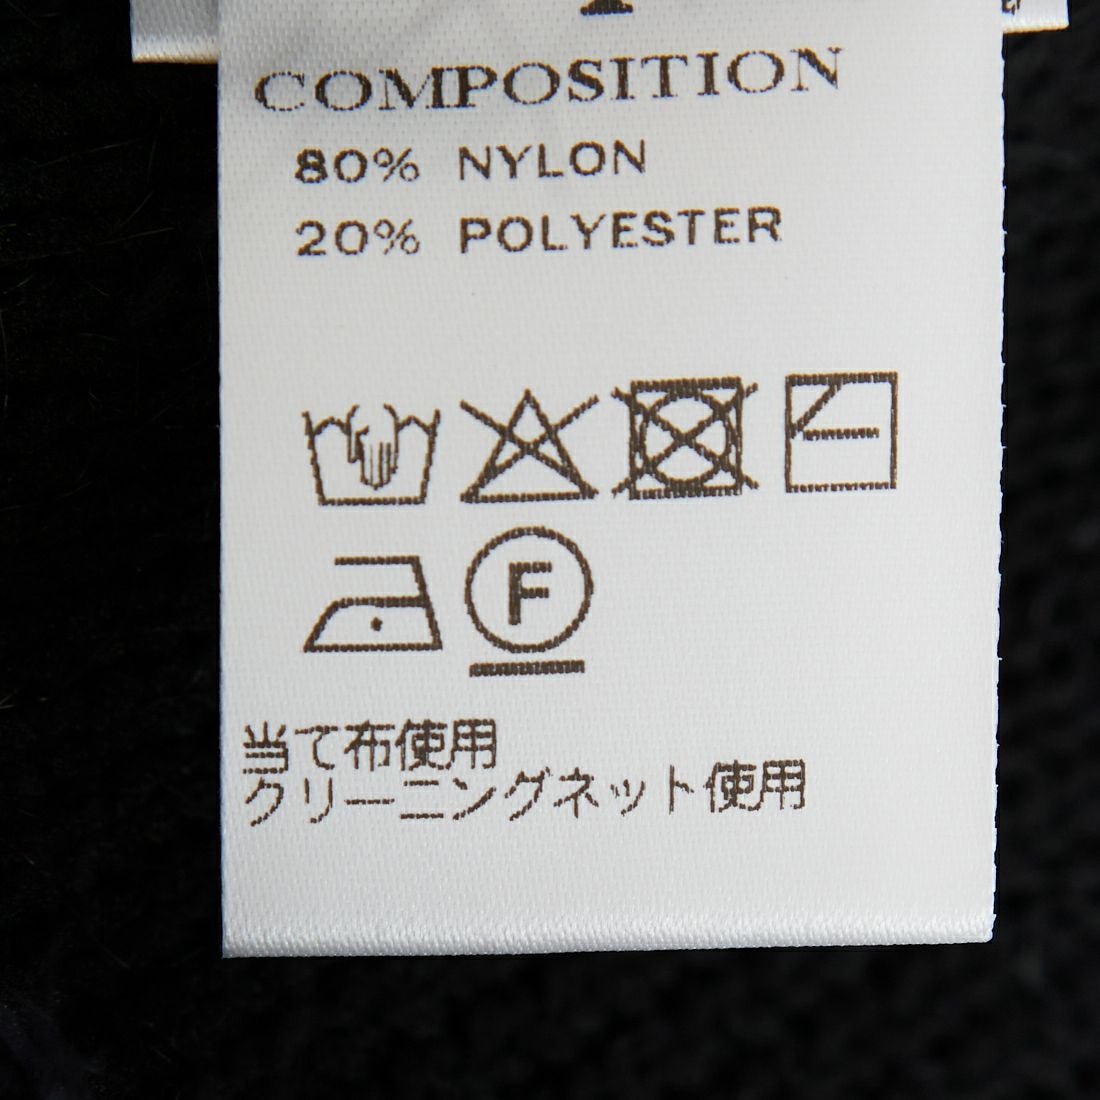 COMPOSITION
80% NYLON
20% POLYESTER
F
当て布使用
クリーニングネット使用